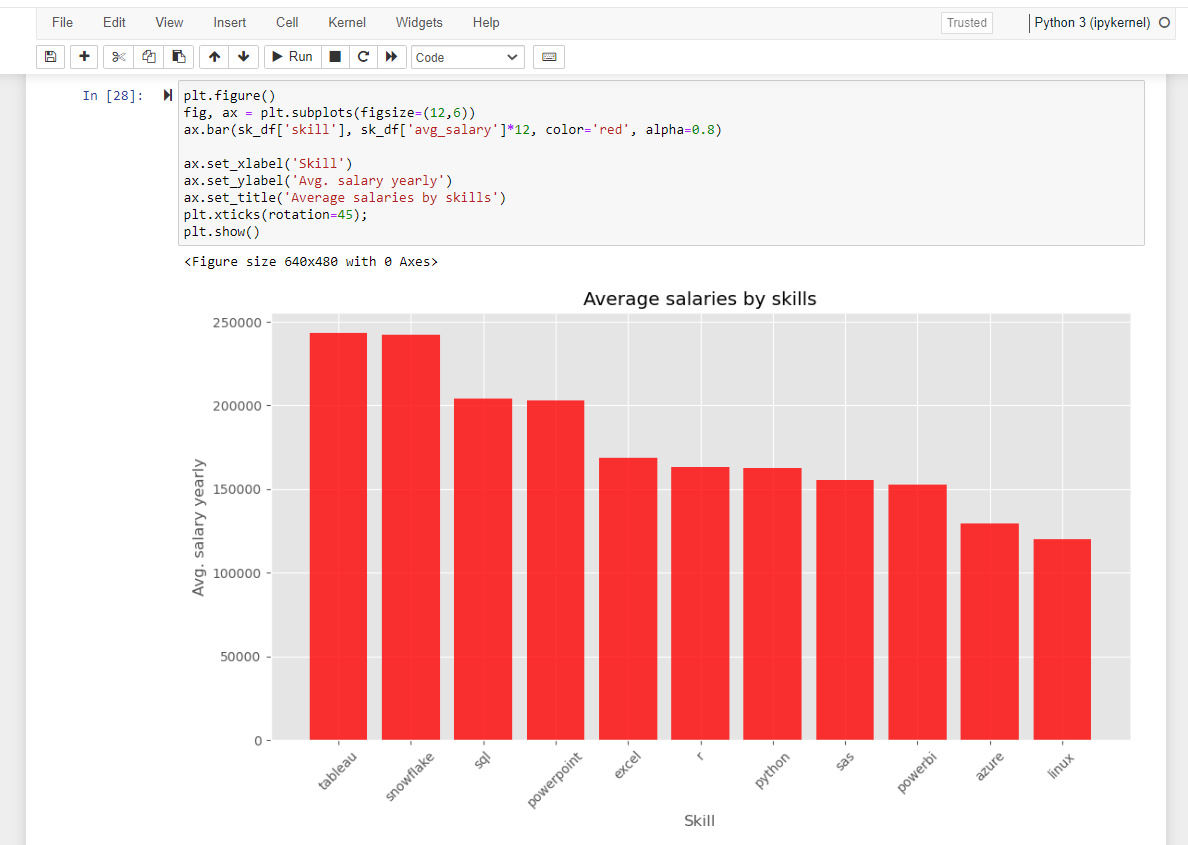 File Edit View Insert Cell Kernel Widgets Help Trusted Python 3 (ipykernel)
Run Code
In [28]:
plt.figure()
fig, ax = plt.subplots(figsize=(12,6))
ax.bar(sk_df['skill'], sk_df['avg_salary']*12, color='red', alpha=0.8)
ax.set_xlabel('Skill')
ax.set_ylabel('Avg. salary yearly')
ax.set_title('Average salaries by skills')
plt.xticks(rotation=45);
plt.show()
<Figure size 640x480 with 0 Axes>
Average salaries by skills
Avg. salary yearly
250000
200000
150000
100000
50000
0
tableau snowflake sql powerpoint excel r python sas powerbi azure linux
Skill